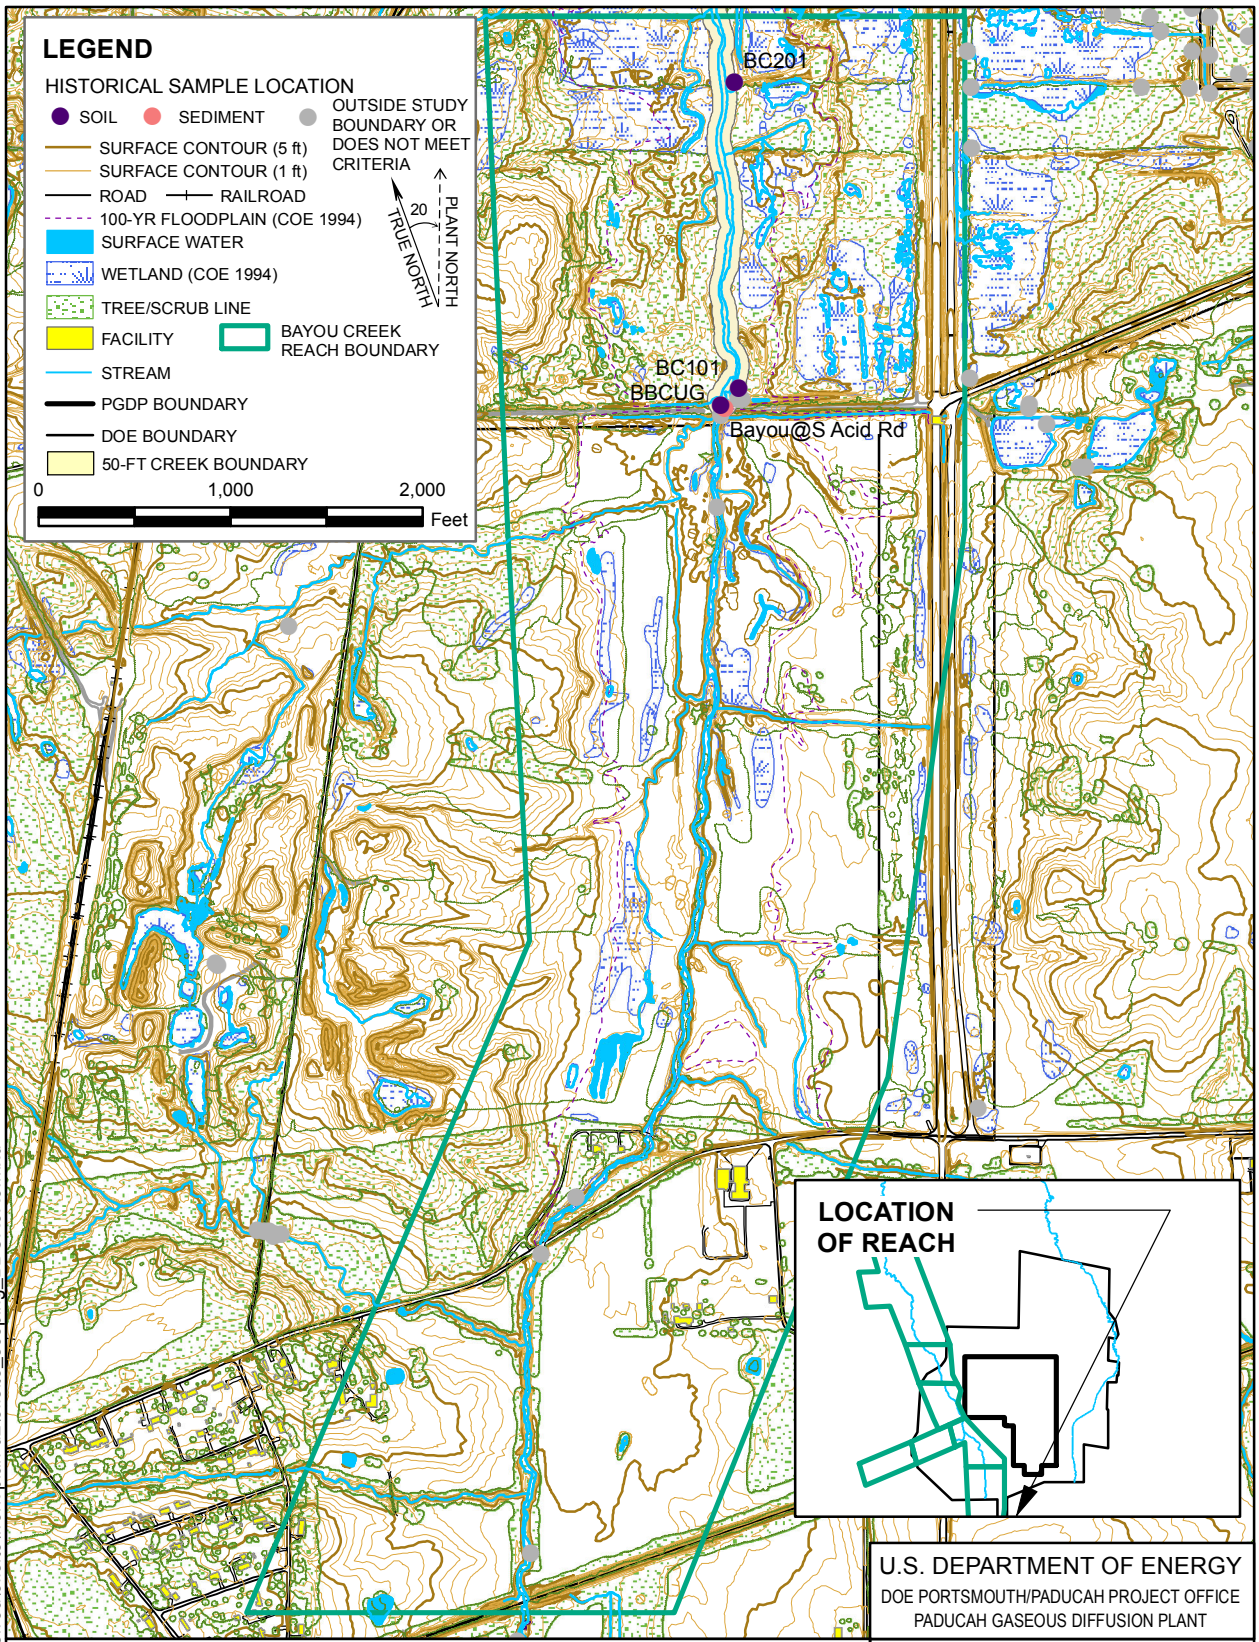 LEGEND
HISTORICAL SAMPLE LOCATION
SOIL
SEDIMENT
OUTSIDE STUDY
BOUNDARY OR
DOES NOT MEET
CRITERIA
SURFACE CONTOUR (5 ft)
SURFACE CONTOUR (1 ft)
ROAD
RAILROAD
100-YR FLOODPLAIN (COE 1994)
SURFACE WATER
WETLAND (COE 1994)
TREE/SCRUB LINE
FACILITY
BAYOU CREEK
REACH BOUNDARY
STREAM
PGDP BOUNDARY
DOE BOUNDARY
50-FT CREEK BOUNDARY
20
TRUE NORTH
PLANT NORTH
0 1,000 2,000
Feet
BC201
BC101
BBCUG
Bayou@S Acid Rd
LOCATION
OF REACH
U.S. DEPARTMENT OF ENERGY
DOE PORTSMOUTH/PADUCAH PROJECT OFFICE
PADUCAH GASEOUS DIFFUSION PLANT